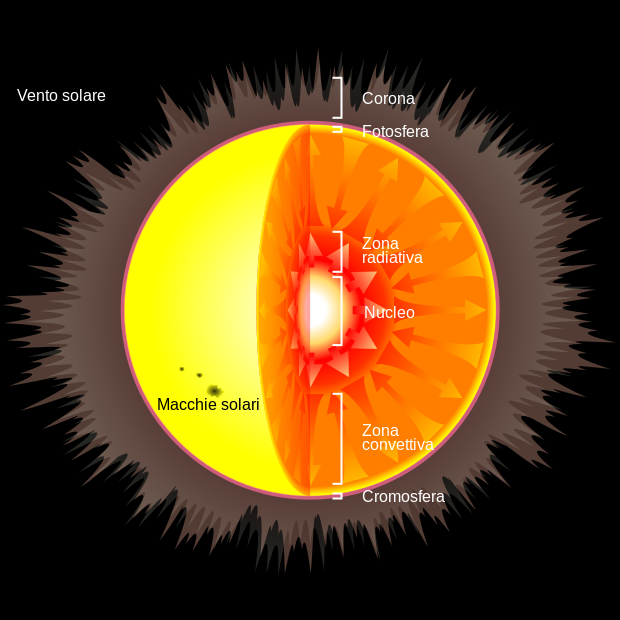 Vento solare
Corona
Fotosfera
Zona
radiativa
Nucleo
Macchie solari
Zona
convettiva
Cromosfera